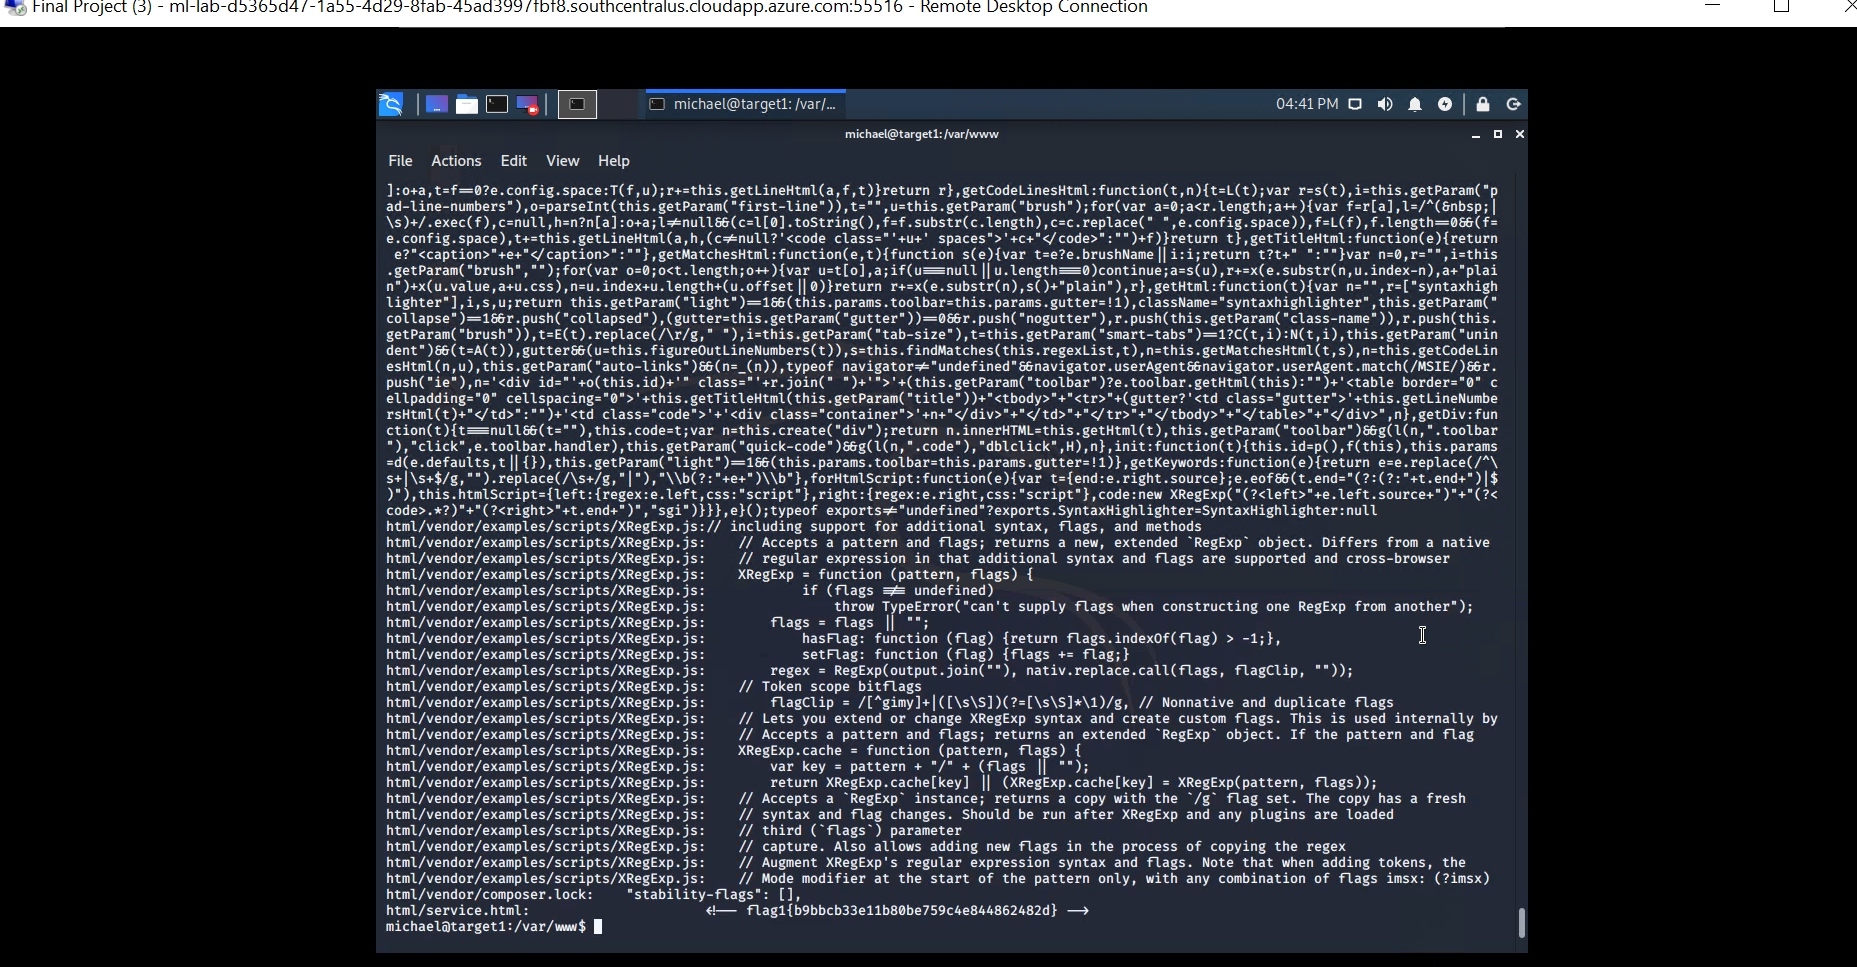 Final Project (3) - ml-lab-d5365d47-1a55-4d29-8fab-45ad3997fbf8.southcentralus.cloudapp.azure.com:55516 - Remote Desktop Connection
michael@target1: /var/...
04:41 PM
michael@target1:/var/www
File Actions Edit View Help
]:o+a,t=f==0?e.config.space:T(f,u);r+=this.getLineHtml(a,f,t)}return r},getCodeLinesHtml:function(t,n){t=L(t);var r=s(t),i=this.getParam("p
ad-line-numbers"),o=parseInt(this.getParam("first-line")),t="",u=this.getParam("brush");for(var a=0;a<r.length;a++){var f=r[a],l=/^(&nbsp;|
\s)+/.exec(f),c=null,h=n?n[a]:o+a;l!=null&&(c=l[0].toString(),f=f.substr(c.length),c=c.replace(" ",e.config.space)),f=L(f),f.length==0&&(f=
e.config.space),t+=this.getLineHtml(a,h,(c!=null?'<code class="'+u+' spaces">'+c+"</code>":"")+f)}return t},getTitleHtml:function(e){return
 e?"<caption>"+e+"</caption>":""},getMatchesHtml:function(e,t){function s(e){var t=e?e.brushName||i:i;return t?t+" ":""}var n=0,r="",i=this
.getParam("brush","");for(var o=0;o<t.length;o++){var u=t[o],a;if(u===null||u.length===0)continue;a=s(u),r+=x(e.substr(n,u.index-n),a+"plai
n")+x(u.value,a+u.css),n=u.index+u.length+(u.offset||0)}return r+=x(e.substr(n),s()+"plain"),r},getHtml:function(t){var n="",r=["syntaxhigh
lighter"],i,s,u;return this.getParam("light")==1&&(this.params.toolbar=this.params.gutter=!1),className="syntaxhighlighter",this.getParam("
collapse")==1&&r.push("collapsed"),(gutter=this.getParam("gutter"))==0&&r.push("nogutter"),r.push(this.getParam("class-name")),r.push(this.
getParam("brush")),t=E(t).replace(/\r/g," "),i=this.getParam("tab-size"),t=this.getParam("smart-tabs")==1?C(t,i):N(t,i),this.getParam("unin
dent")&&(t=A(t)),gutter&&(u=this.figureOutLineNumbers(t)),s=this.findMatches(this.regexList,t),n=this.getMatchesHtml(t,s),n=this.getCodeLin
esHtml(n,u),this.getParam("auto-links")&&(n=_(n)),typeof navigator!="undefined"&&navigator.userAgent&&navigator.userAgent.match(/MSIE/)&&r.
push("ie"),n='<div id="'+o(this.id)+'" class="'+r.join(" ")+'">'+(this.getParam("toolbar")?e.toolbar.getHtml(this):"")+'<table border="0" c
ellpadding="0" cellspacing="0">'+this.getTitleHtml(this.getParam("title"))+"<tbody>"+"<tr>"+(gutter?'<td class="gutter">'+this.getLineNumbe
rsHtml(t)+"</td>":"")+'<td class="code">'+'<div class="container">'+n+"</div>"+"</td>"+"</tr>"+"</tbody>"+"</table>"+"</div>",n},getDiv:fun
ction(t){t===null&&(t=""),this.code=t;var n=this.create("div");return n.innerHTML=this.getHtml(t),this.getParam("toolbar")&&g(l(n,".toolbar
"),"click",e.toolbar.handler),this.getParam("quick-code")&&g(l(n,".code"),"dblclick",H),n},init:function(t){this.id=p(),f(this),this.params
=d(e.defaults,t||{}),this.getParam("light")==1&&(this.params.toolbar=this.params.gutter=!1)},getKeywords:function(e){return e=e.replace(/^\
s+|\s+$/g,"").replace(/\s+/g,"|"),"\\b(?:"+e+")\\b"},forHtmlScript:function(e){var t={end:e.right.source};e.eof&&(t.end="(?:(?:"+t.end+")|$
)"),this.htmlScript={left:{regex:e.left,css:"script"},right:{regex:e.right,css:"script"},code:new XRegExp("(?<left>"+e.left.source+")"+"(?<
code>.*?)"+"(?<right>"+t.end+")","sgi")}}},e}();typeof exports!="undefined"?exports.SyntaxHighlighter=SyntaxHighlighter:null
html/vendor/examples/scripts/XRegExp.js:// including support for additional syntax, flags, and methods
html/vendor/examples/scripts/XRegExp.js:    // Accepts a pattern and flags; returns a new, extended `RegExp` object. Differs from a native
html/vendor/examples/scripts/XRegExp.js:    // regular expression in that additional syntax and flags are supported and cross-browser
html/vendor/examples/scripts/XRegExp.js:    XRegExp = function (pattern, flags) {
html/vendor/examples/scripts/XRegExp.js:            if (flags !== undefined)
html/vendor/examples/scripts/XRegExp.js:                throw TypeError("can't supply flags when constructing one RegExp from another");
html/vendor/examples/scripts/XRegExp.js:        flags = flags || "";
html/vendor/examples/scripts/XRegExp.js:            hasFlag: function (flag) {return flags.indexOf(flag) > -1;},
html/vendor/examples/scripts/XRegExp.js:            setFlag: function (flag) {flags += flag;}
html/vendor/examples/scripts/XRegExp.js:        regex = RegExp(output.join(""), nativ.replace.call(flags, flagClip, ""));
html/vendor/examples/scripts/XRegExp.js:    // Token scope bitflags
html/vendor/examples/scripts/XRegExp.js:        flagClip = /[^gimy]+|([\s\S])(?=[\s\S]*\1)/g, // Nonnative and duplicate flags
html/vendor/examples/scripts/XRegExp.js:    // Lets you extend or change XRegExp syntax and create custom flags. This is used internally by
html/vendor/examples/scripts/XRegExp.js:    // Accepts a pattern and flags; returns an extended `RegExp` object. If the pattern and flag
html/vendor/examples/scripts/XRegExp.js:    XRegExp.cache = function (pattern, flags) {
html/vendor/examples/scripts/XRegExp.js:        var key = pattern + "/" + (flags || "");
html/vendor/examples/scripts/XRegExp.js:        return XRegExp.cache[key] || (XRegExp.cache[key] = XRegExp(pattern, flags));
html/vendor/examples/scripts/XRegExp.js:    // Accepts a `RegExp` instance; returns a copy with the `/g` flag set. The copy has a fresh
html/vendor/examples/scripts/XRegExp.js:    // syntax and flag changes. Should be run after XRegExp and any plugins are loaded
html/vendor/examples/scripts/XRegExp.js:    // third (`flags`) parameter
html/vendor/examples/scripts/XRegExp.js:    // capture. Also allows adding new flags in the process of copying the regex
html/vendor/examples/scripts/XRegExp.js:    // Augment XRegExp's regular expression syntax and flags. Note that when adding tokens, the
html/vendor/examples/scripts/XRegExp.js:    // Mode modifier at the start of the pattern only, with any combination of flags imsx: (?imsx)
html/vendor/composer.lock:    "stability-flags": [],
html/service.html:                      <!-- flag1{b9bbcb33e11b80be759c4e844862482d} -->
michael@target1:/var/www$